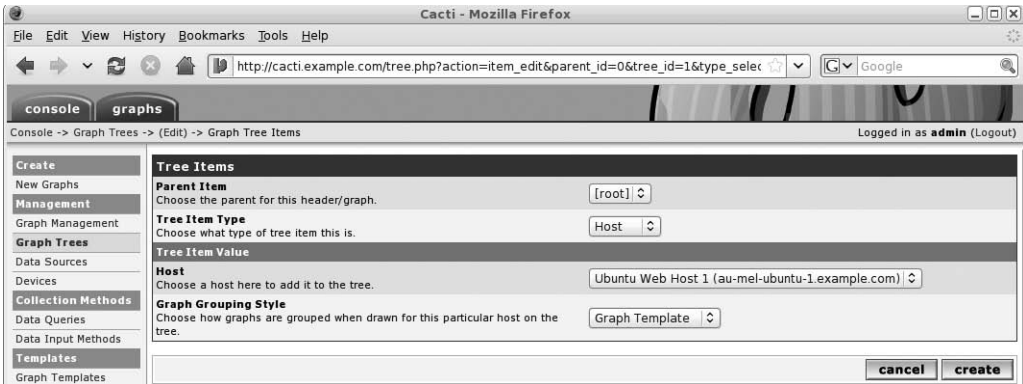 Cacti - Mozilla Firefox
File Edit View History Bookmarks Tools Help
http://cacti.example.com/tree.php?action=item_edit&parent_id=0&tree_id=1&type_selec
G Google
console graphs
Console -> Graph Trees -> (Edit) -> Graph Tree Items
Logged in as admin (Logout)
Create
New Graphs
Management
Graph Management
Graph Trees
Data Sources
Devices
Collection Methods
Data Queries
Data Input Methods
Templates
Graph Templates
Tree Items
Parent Item
Choose the parent for this header/graph.
[root]
Tree Item Type
Choose what type of tree item this is.
Host
Tree Item Value
Host
Choose a host here to add it to the tree.
Ubuntu Web Host 1 (au-mel-ubuntu-1.example.com)
Graph Grouping Style
Choose how graphs are grouped when drawn for this particular host on the
tree.
Graph Template
cancel create